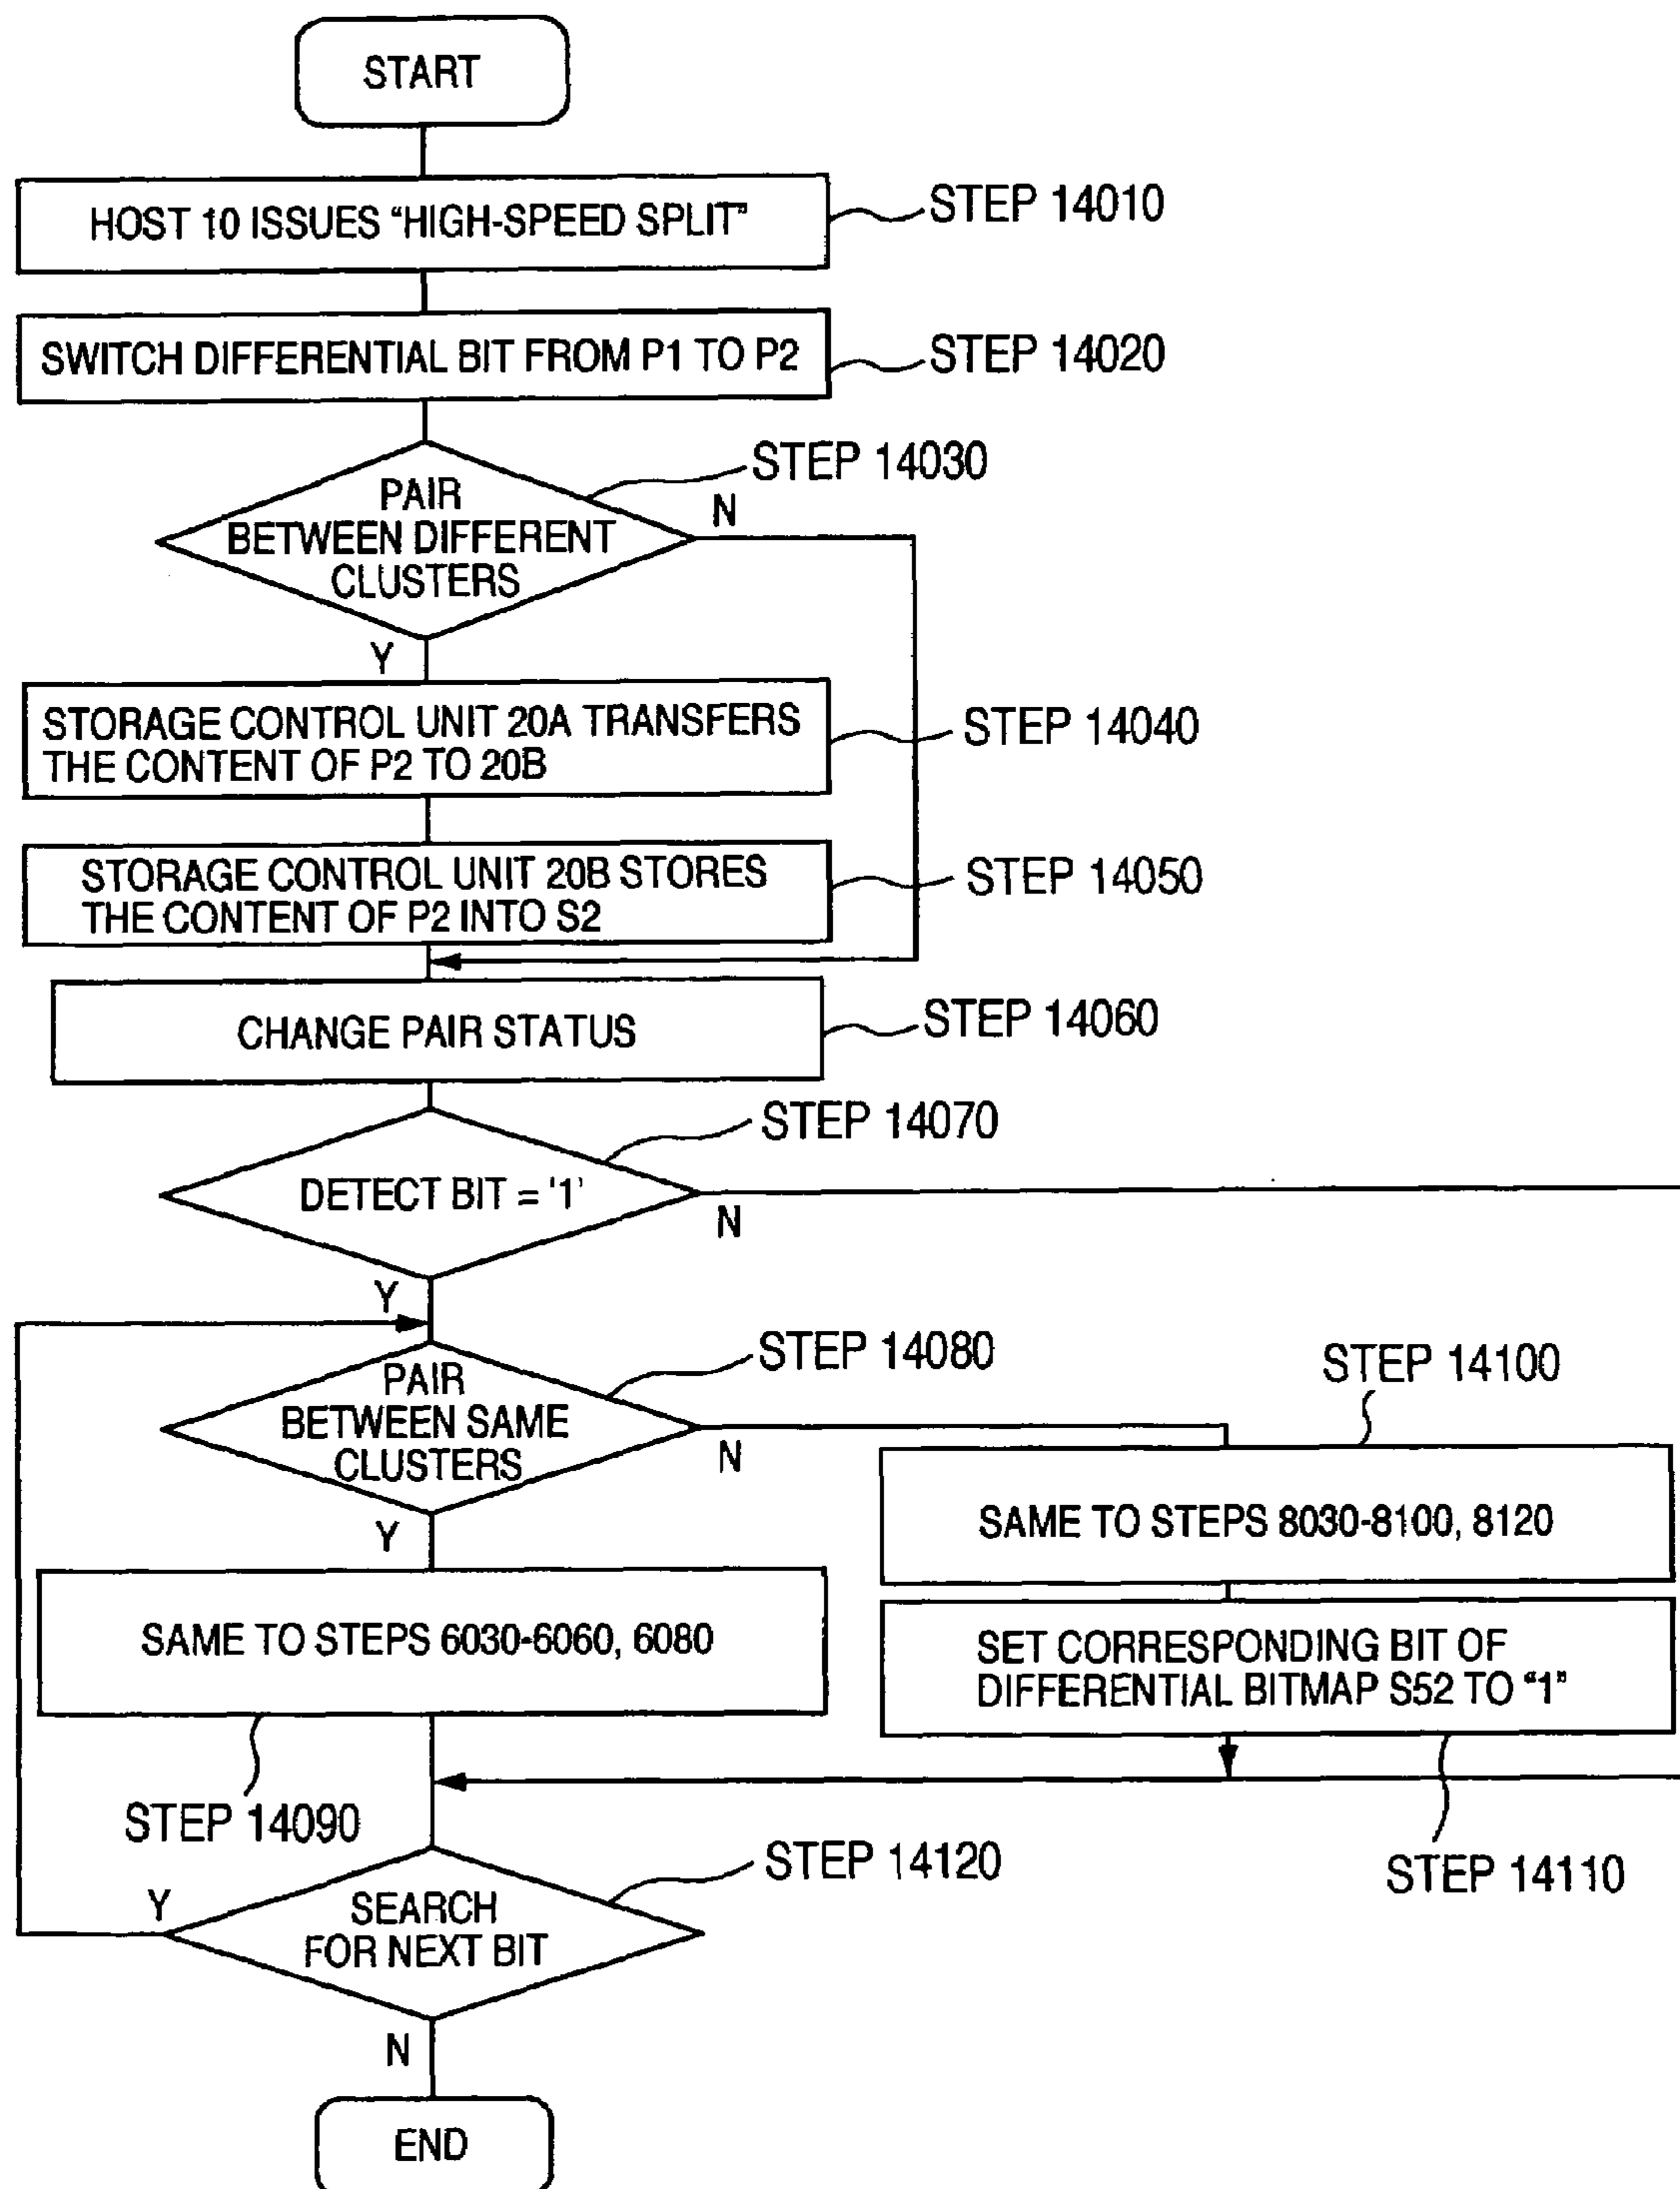 START
HOST 10 ISSUES “HIGH-SPEED SPLIT”
STEP 14010
SWITCH DIFFERENTIAL BIT FROM P1 TO P2
STEP 14020
PAIR
BETWEEN DIFFERENT
CLUSTERS
STEP 14030
N
Y
STORAGE CONTROL UNIT 20A TRANSFERS
THE CONTENT OF P2 TO 20B
STEP 14040
STORAGE CONTROL UNIT 20B STORES
THE CONTENT OF P2 INTO S2
STEP 14050
CHANGE PAIR STATUS
STEP 14060
DETECT BIT = '1'
STEP 14070
N
Y
PAIR
BETWEEN SAME
CLUSTERS
STEP 14080
N
Y
STEP 14100
SAME TO STEPS 8030-8100, 8120
SAME TO STEPS 6030-6060, 6080
STEP 14090
SET CORRESPONDING BIT OF
DIFFERENTIAL BITMAP S52 TO “1”
STEP 14110
SEARCH
FOR NEXT BIT
STEP 14120
Y
N
END